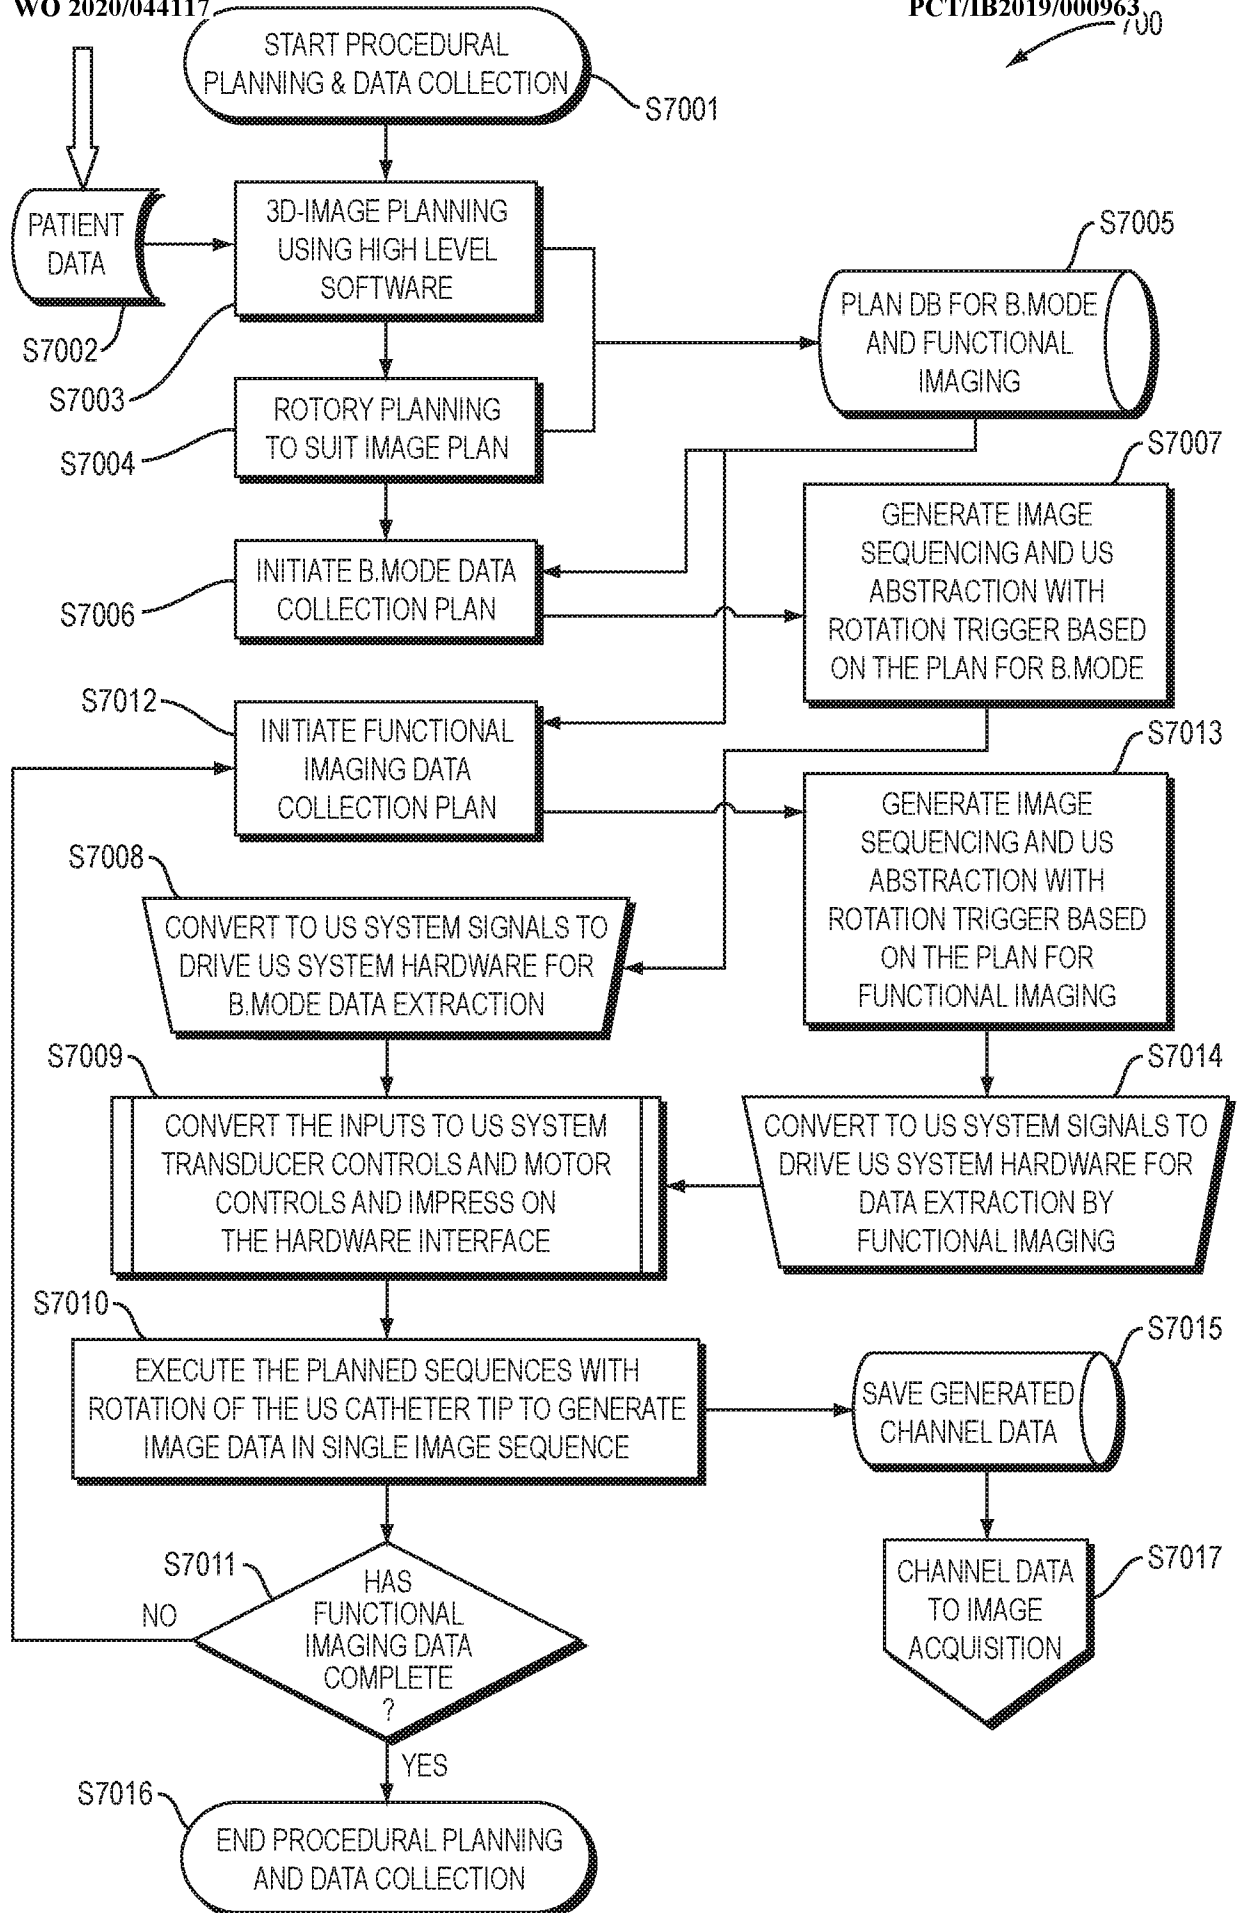 WO 2020/044117
PCT/IB2019/000963
700
START PROCEDURAL
PLANNING & DATA COLLECTION
S7001
PATIENT
DATA
S7002
3D-IMAGE PLANNING
USING HIGH LEVEL
SOFTWARE
S7003
S7005
PLAN DB FOR B.MODE
AND FUNCTIONAL
IMAGING
ROTORY PLANNING
TO SUIT IMAGE PLAN
S7004
S7007
GENERATE IMAGE
SEQUENCING AND US
ABSTRACTION WITH
ROTATION TRIGGER BASED
ON THE PLAN FOR B.MODE
INITIATE B.MODE DATA
COLLECTION PLAN
S7006
S7012
INITIATE FUNCTIONAL
IMAGING DATA
COLLECTION PLAN
S7013
GENERATE IMAGE
SEQUENCING AND US
ABSTRACTION WITH
ROTATION TRIGGER BASED
ON THE PLAN FOR
FUNCTIONAL IMAGING
S7008
CONVERT TO US SYSTEM SIGNALS TO
DRIVE US SYSTEM HARDWARE FOR
B.MODE DATA EXTRACTION
S7009
CONVERT THE INPUTS TO US SYSTEM
TRANSDUCER CONTROLS AND MOTOR
CONTROLS AND IMPRESS ON
THE HARDWARE INTERFACE
S7014
CONVERT TO US SYSTEM SIGNALS TO
DRIVE US SYSTEM HARDWARE FOR
DATA EXTRACTION BY
FUNCTIONAL IMAGING
S7010
EXECUTE THE PLANNED SEQUENCES WITH
ROTATION OF THE US CATHETER TIP TO GENERATE
IMAGE DATA IN SINGLE IMAGE SEQUENCE
S7015
SAVE GENERATED
CHANNEL DATA
S7011
HAS
FUNCTIONAL
IMAGING DATA
COMPLETE
?
NO
YES
S7017
CHANNEL DATA
TO IMAGE
ACQUISITION
S7016
END PROCEDURAL PLANNING
AND DATA COLLECTION